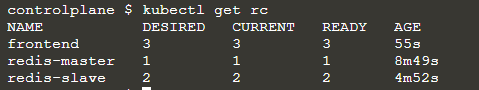 controlplane $ kubectl get rc
NAME           DESIRED   CURRENT   READY   AGE
frontend       3         3         3       55s
redis-master   1         1         1       8m49s
redis-slave    2         2         2       4m52s